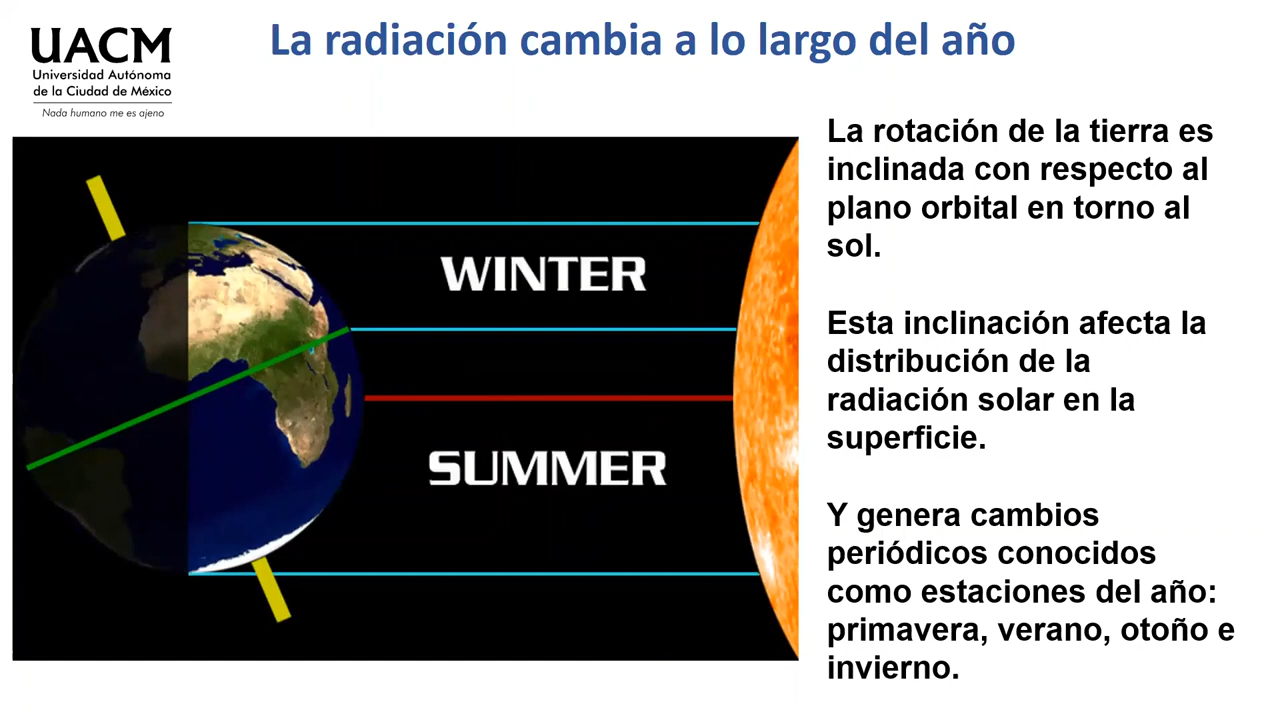 UACM
Universidad Autónoma
de la Ciudad de México
Nada humano me es ajeno
La radiación cambia a lo largo del año
WINTER
SUMMER
La rotación de la tierra es
inclinada con respecto al
plano orbital en torno al
sol.
Esta inclinación afecta la
distribución de la
radiación solar en la
superficie.
Y genera cambios
periódicos conocidos
como estaciones del año:
primavera, verano, otoño e
invierno.